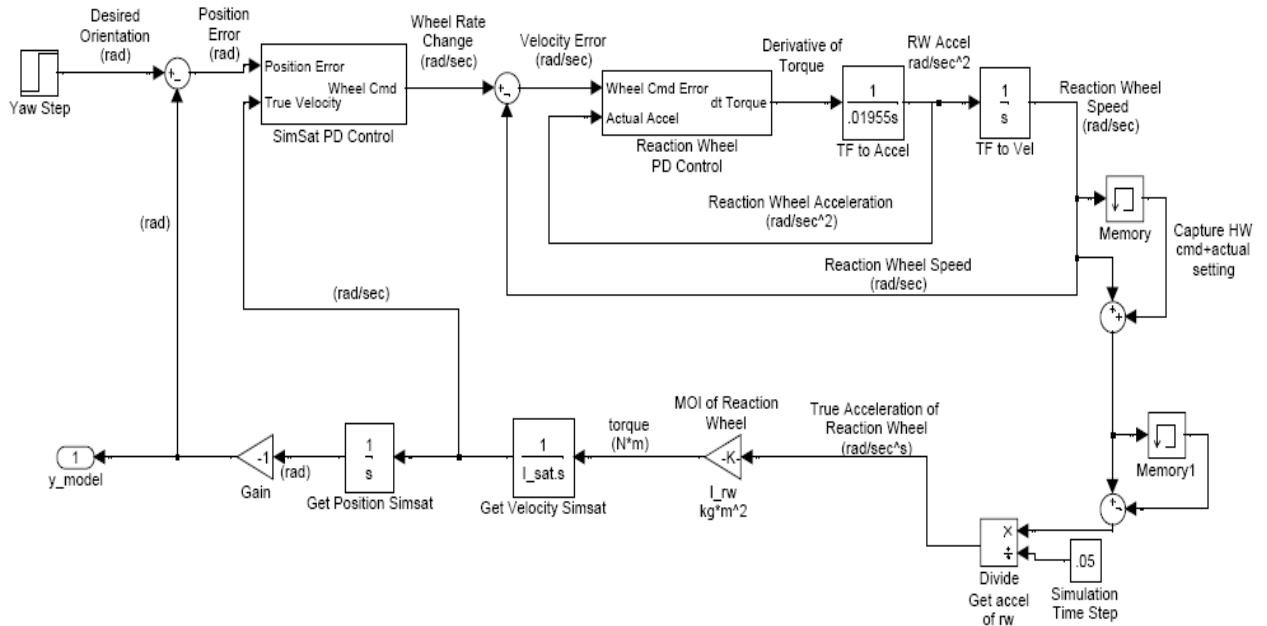 Desired
Orientation
(rad)
Position
Error
(rad)
Yaw Step
+
-
Position Error
Wheel Cmd
True Velocity
SimSat PD Control
Wheel Rate
Change
(rad/sec)
+
-
Velocity Error
(rad/sec)
Wheel Cmd Error
dt Torque
Actual Accel
Reaction Wheel
PD Control
Derivative of
Torque
1
.01955s
TF to Accel
RW Accel
rad/sec^2
1
s
TF to Vel
Reaction Wheel
Speed
(rad/sec)
Reaction Wheel Acceleration
(rad/sec^2)
Memory
Capture HW
cmd+actual
setting
Reaction Wheel Speed
(rad/sec)
+
+
(rad)
(rad/sec)
1
y_model
-1
Gain
(rad)
1
s
Get Position Simsat
1
I_sat.s
Get Velocity Simsat
torque
(N*m)
MOI of Reaction
Wheel
-K-
I_rw
kg*m^2
True Acceleration of
Reaction Wheel
(rad/sec^s)
Memory1
+
-
×
÷
Divide
Get accel
of rw
.05
Simulation
Time Step